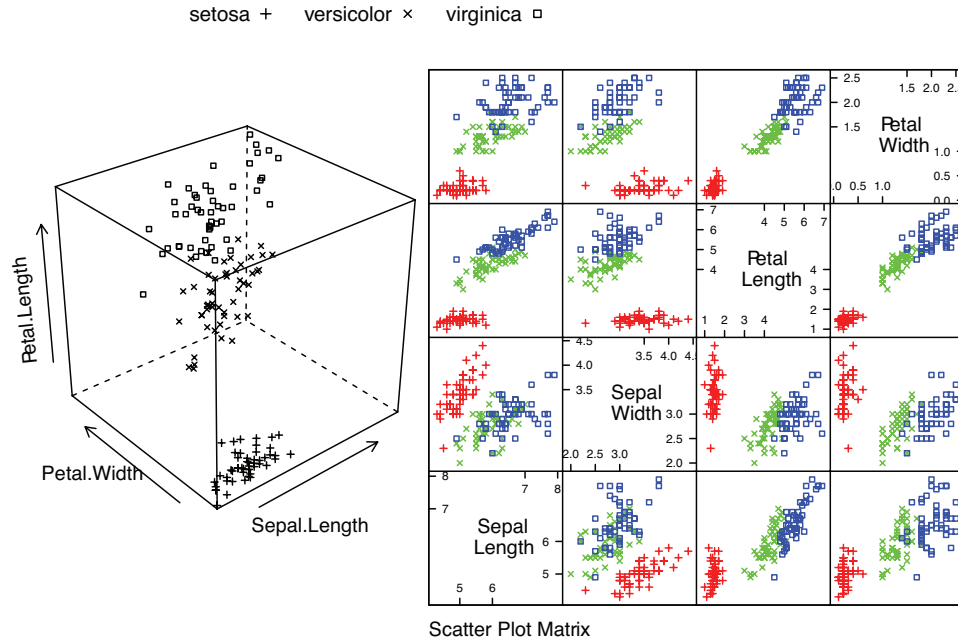 setosa + versicolor × virginica □
Petal.Length
Petal.Width
Sepal.Length
2.5
2.0
1.5
1.5 2.0 2.5
Petal
Width
1.0
0.5
0.0
0.0 0.5 1.0
7
6
5
4
4 5 6 7
Petal
Length
4
3
2
1
1 2 3 4
4.5
4.0
3.5
3.5 4.0 4.5
Sepal
Width
3.0
2.5
2.0
2.0 2.5 3.0
8
7
7 8
Sepal
Length
6
5
5 6
Scatter Plot Matrix